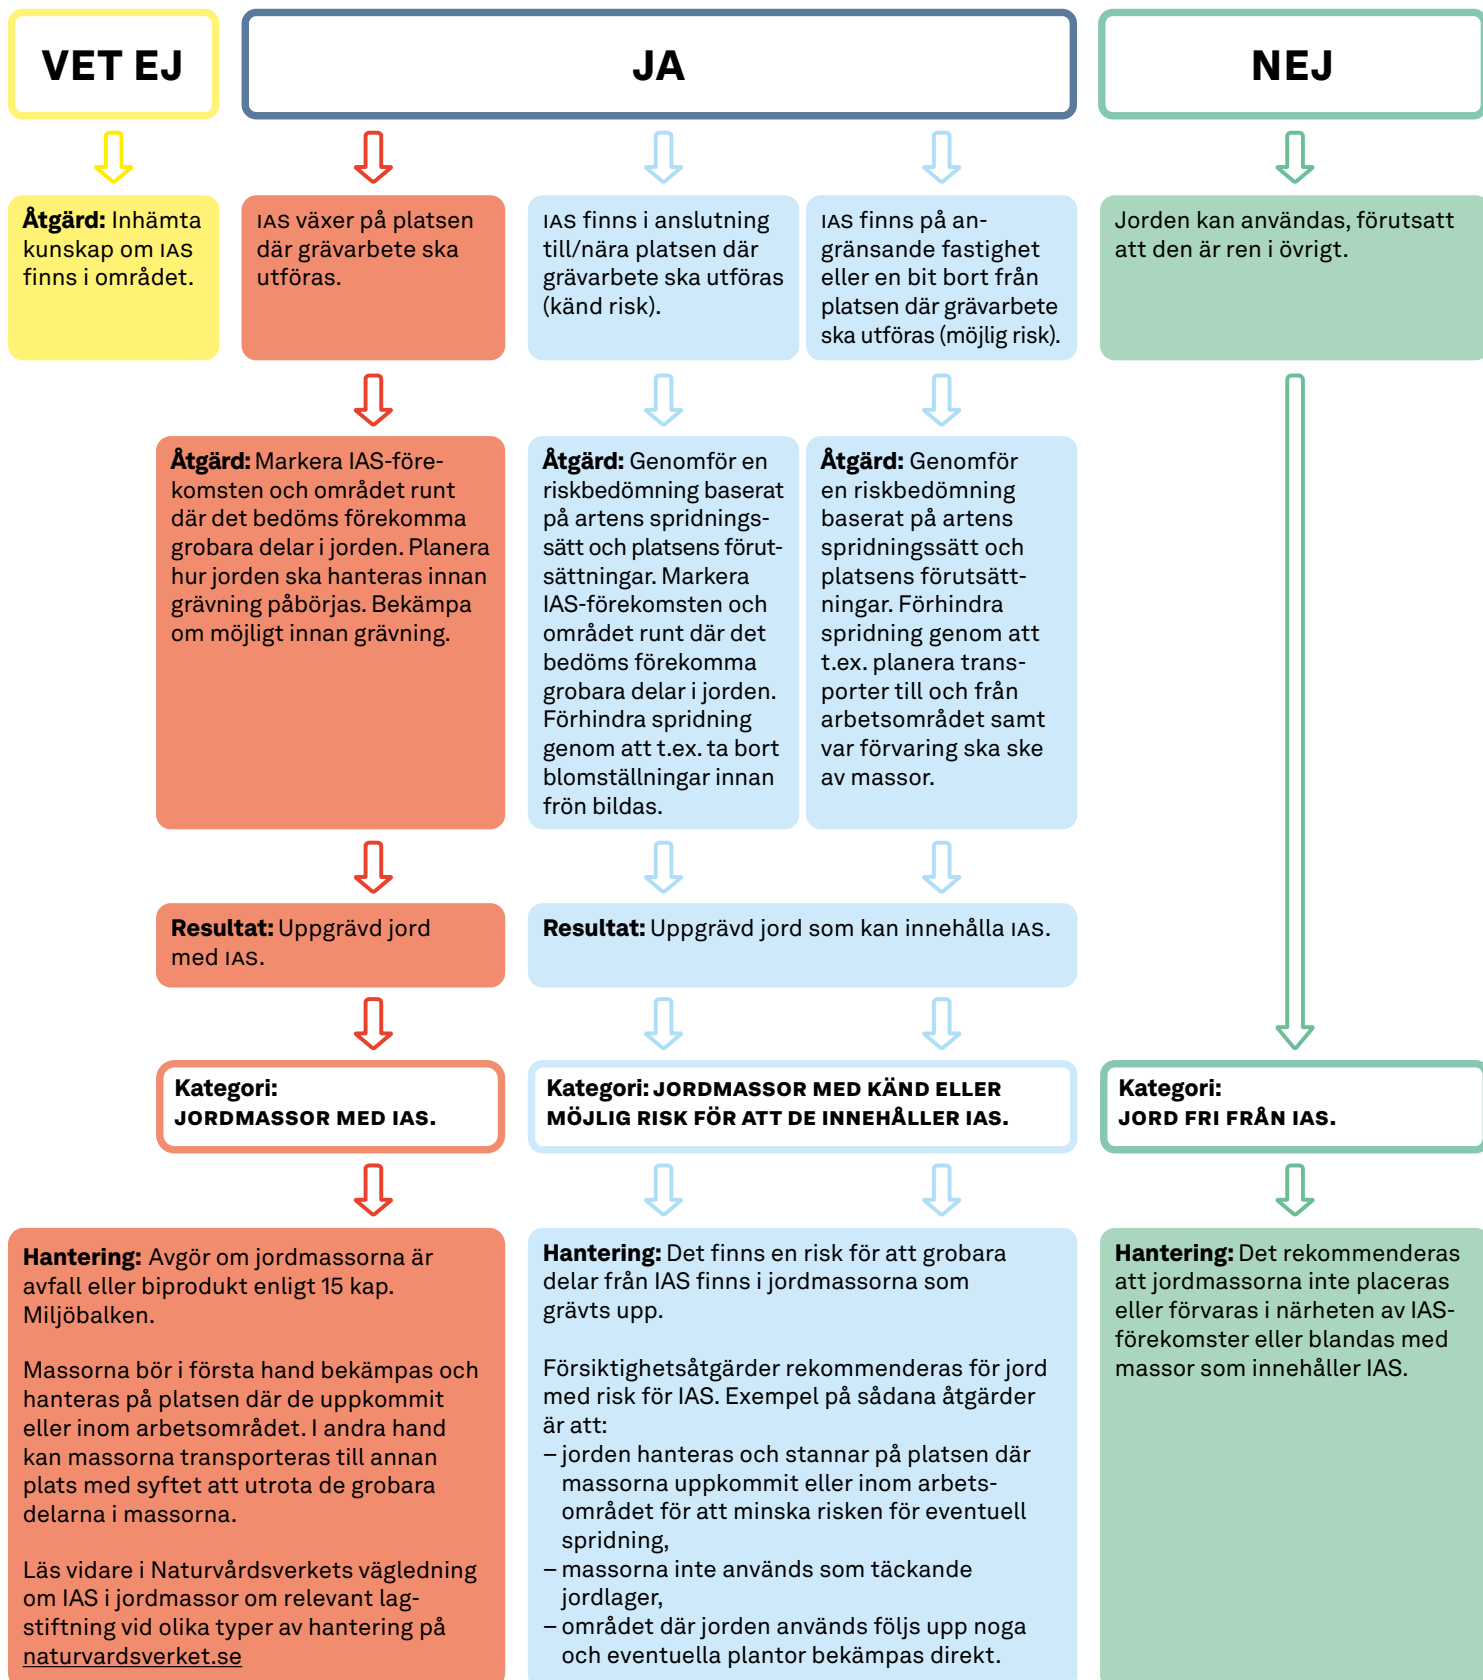 VET EJ
JA
NEJ
Åtgärd: Inhämta
kunskap om IAS
finns i området.
IAS växer på platsen
där grävarbete ska
utföras.
IAS finns i anslutning
till/nära platsen där
grävarbete ska utföras
(känd risk).
IAS finns på an-
gränsande fastighet
eller en bit bort från
platsen där grävarbete
ska utföras (möjlig risk).
Jorden kan användas, förutsatt
att den är ren i övrigt.
Åtgärd: Markera IAS-före-
komsten och området runt
där det bedöms förekomma
grobara delar i jorden. Planera
hur jorden ska hanteras innan
grävning påbörjas. Bekämpa
om möjligt innan grävning.
Åtgärd: Genomför en
riskbedömning baserat
på artens spridnings-
sätt och platsens förut-
sättningar. Markera
IAS-förekomsten och
området runt där det
bedöms förekomma
grobara delar i jorden.
Förhindra spridning
genom att t.ex. ta bort
blomställningar innan
frön bildas.
Åtgärd: Genomför
en riskbedömning
baserat på artens
spridningssätt och
platsens förutsätt-
ningar. Förhindra
spridning genom att
t.ex. planera trans-
porter till och från
arbetsområdet samt
var förvaring ska ske
av massor.
Resultat: Uppgrävd jord
med IAS.
Resultat: Uppgrävd jord som kan innehålla IAS.
Kategori:
JORDMASSOR MED IAS.
Kategori: JORDMASSOR MED KÄND ELLER
MÖJLIG RISK FÖR ATT DE INNEHÅLLER IAS.
Kategori:
JORD FRI FRÅN IAS.
Hantering: Avgör om jordmassorna är
avfall eller biprodukt enligt 15 kap.
Miljöbalken.
Massorna bör i första hand bekämpas och
hanteras på platsen där de uppkommit
eller inom arbetsområdet. I andra hand
kan massorna transporteras till annan
plats med syftet att utrota de grobara
delarna i massorna.
Läs vidare i Naturvårdsverkets vägledning
om IAS i jordmassor om relevant lag-
stiftning vid olika typer av hantering på
naturvardsverket.se
Hantering: Det finns en risk för att grobara
delar från IAS finns i jordmassorna som
grävts upp.
Försiktighetsåtgärder rekommenderas för jord
med risk för IAS. Exempel på sådana åtgärder
är att:
– jorden hanteras och stannar på platsen där
massorna uppkommit eller inom arbets-
området för att minska risken för eventuell
spridning,
– massorna inte används som täckande
jordlager,
– området där jorden används följs upp noga
och eventuella plantor bekämpas direkt.
Hantering: Det rekommenderas
att jordmassorna inte placeras
eller förvaras i närheten av IAS-
förekomster eller blandas med
massor som innehåller IAS.